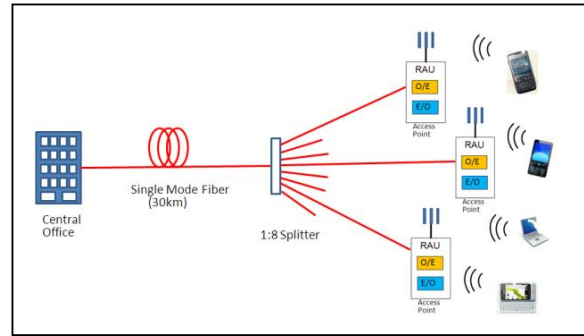 RAU
O/E
E/O
Access
Point
RAU
O/E
E/O
Access
Point
Central
Office
Single Mode Fiber
(30km)
1:8 Splitter
RAU
O/E
E/O
Access
Point